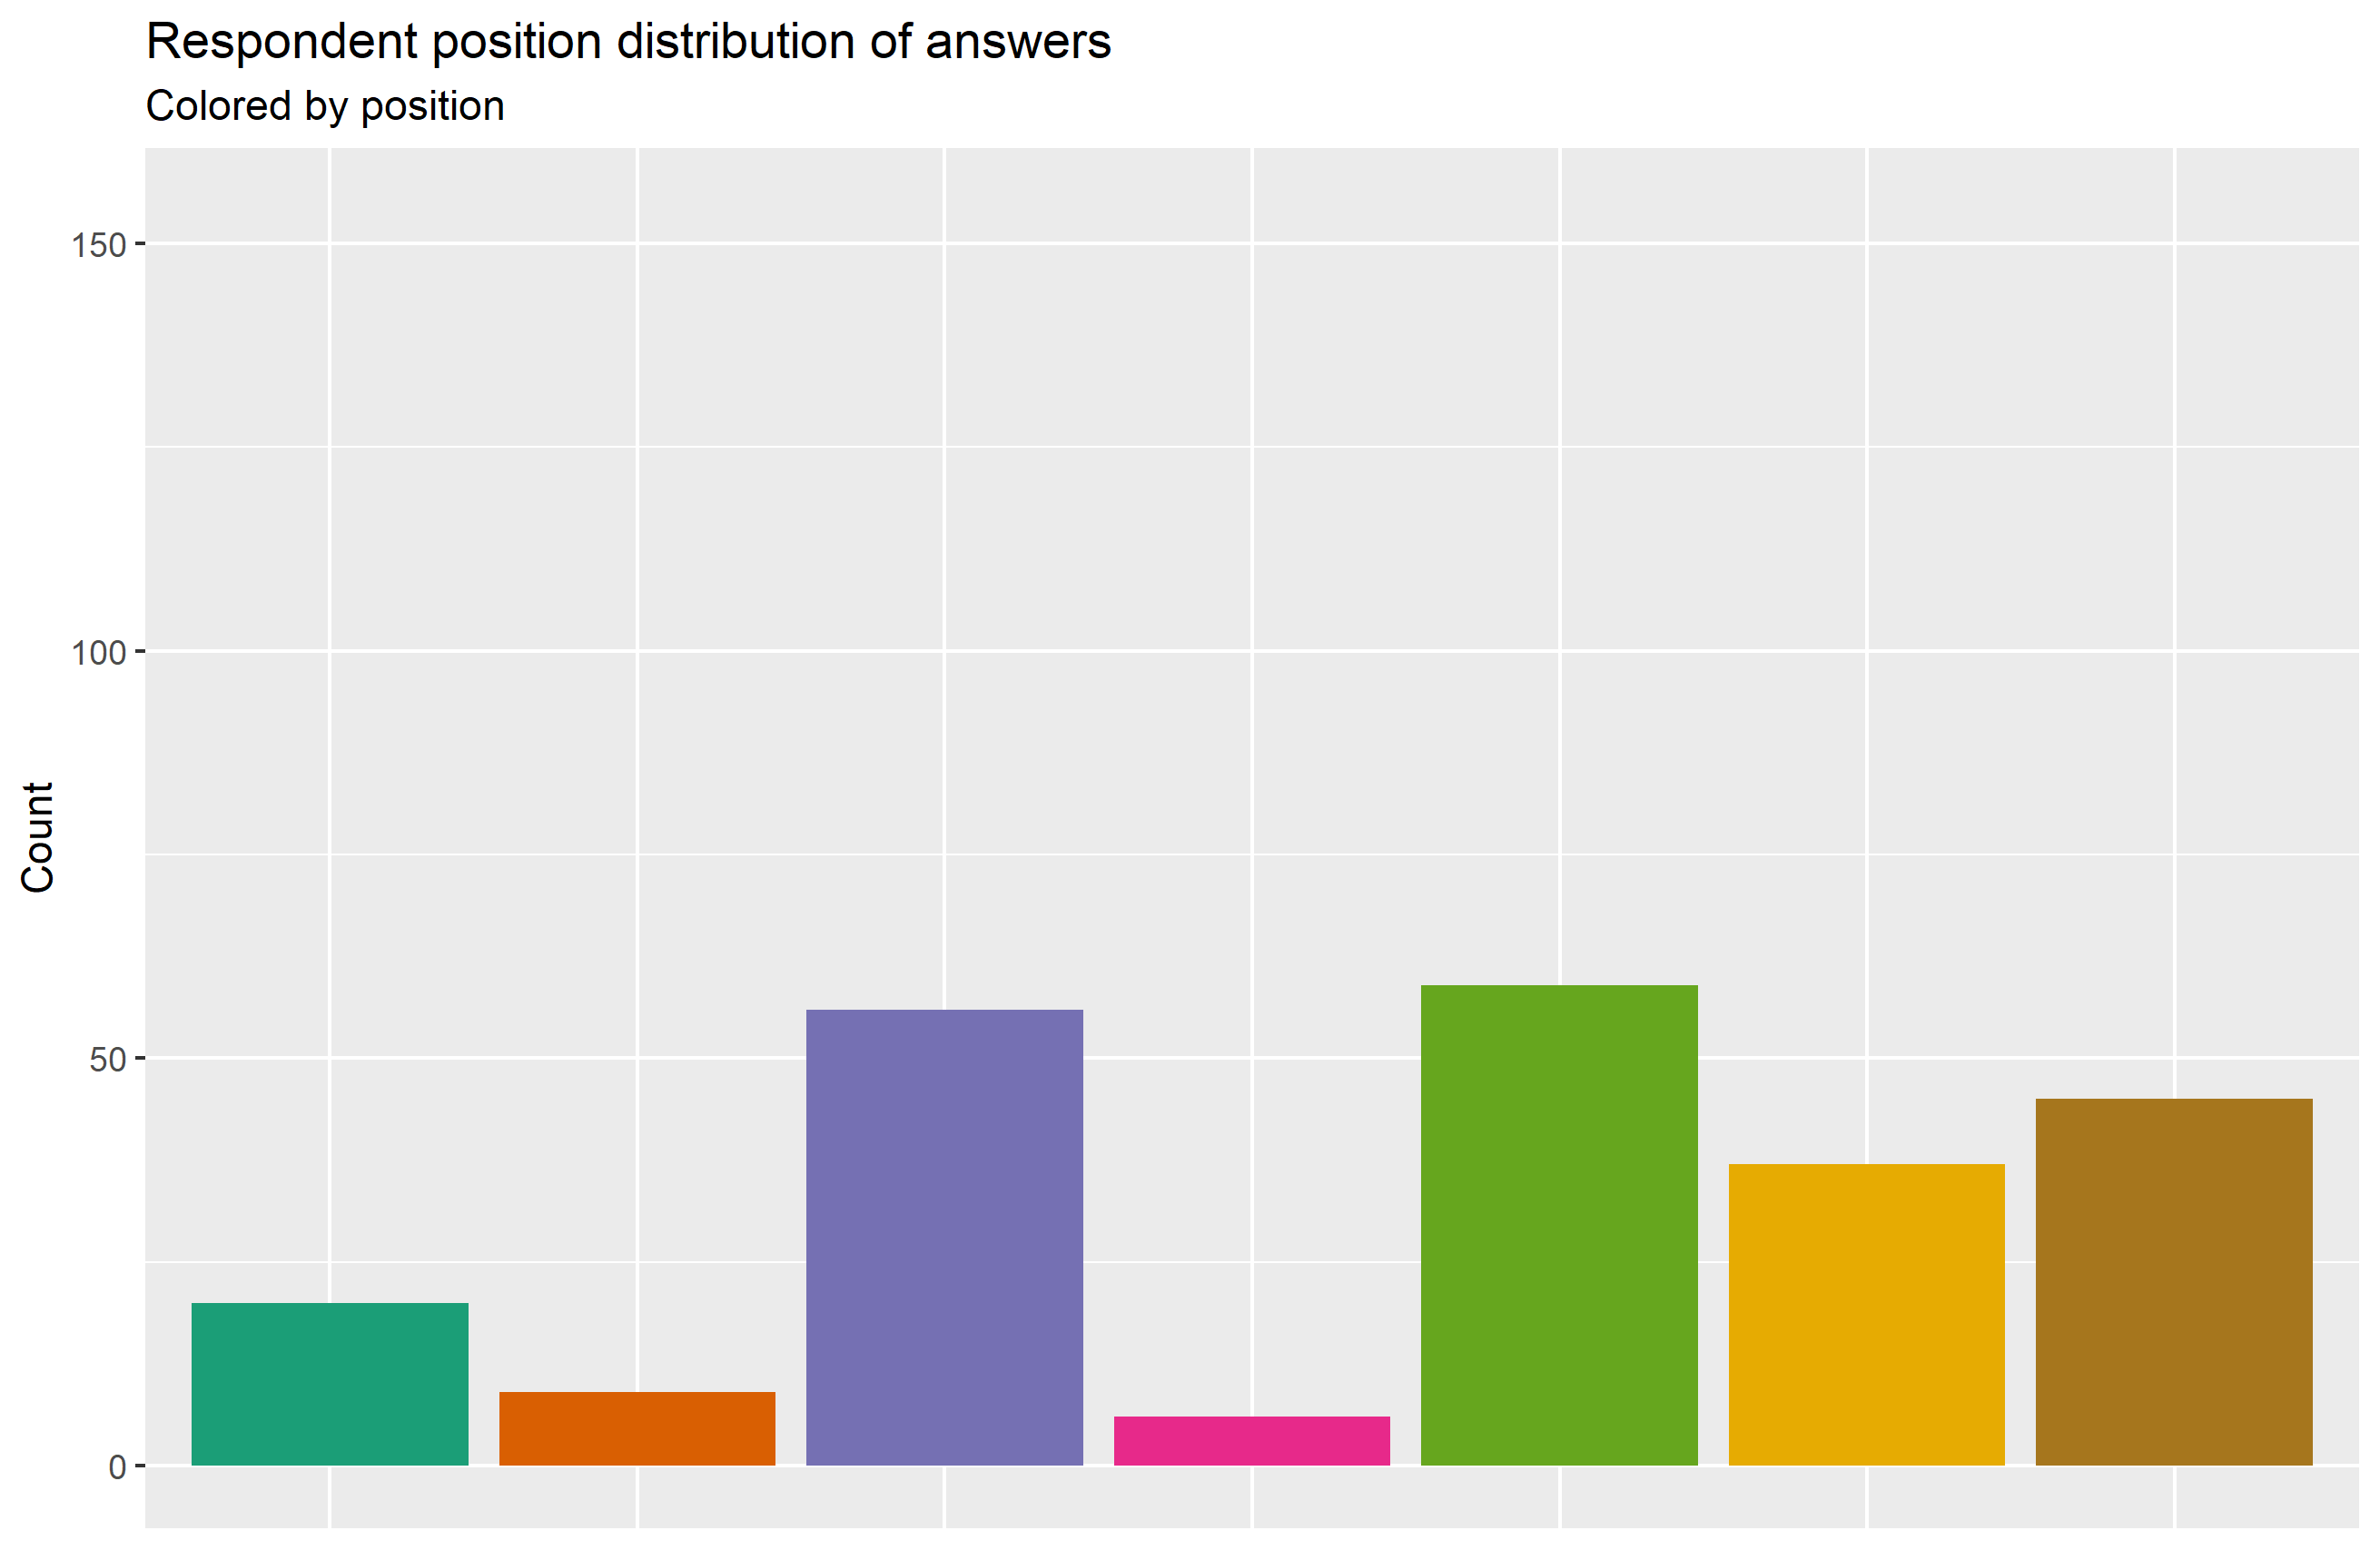 Respondent position distribution of answers
Colored by position
150
100
50
0
Count